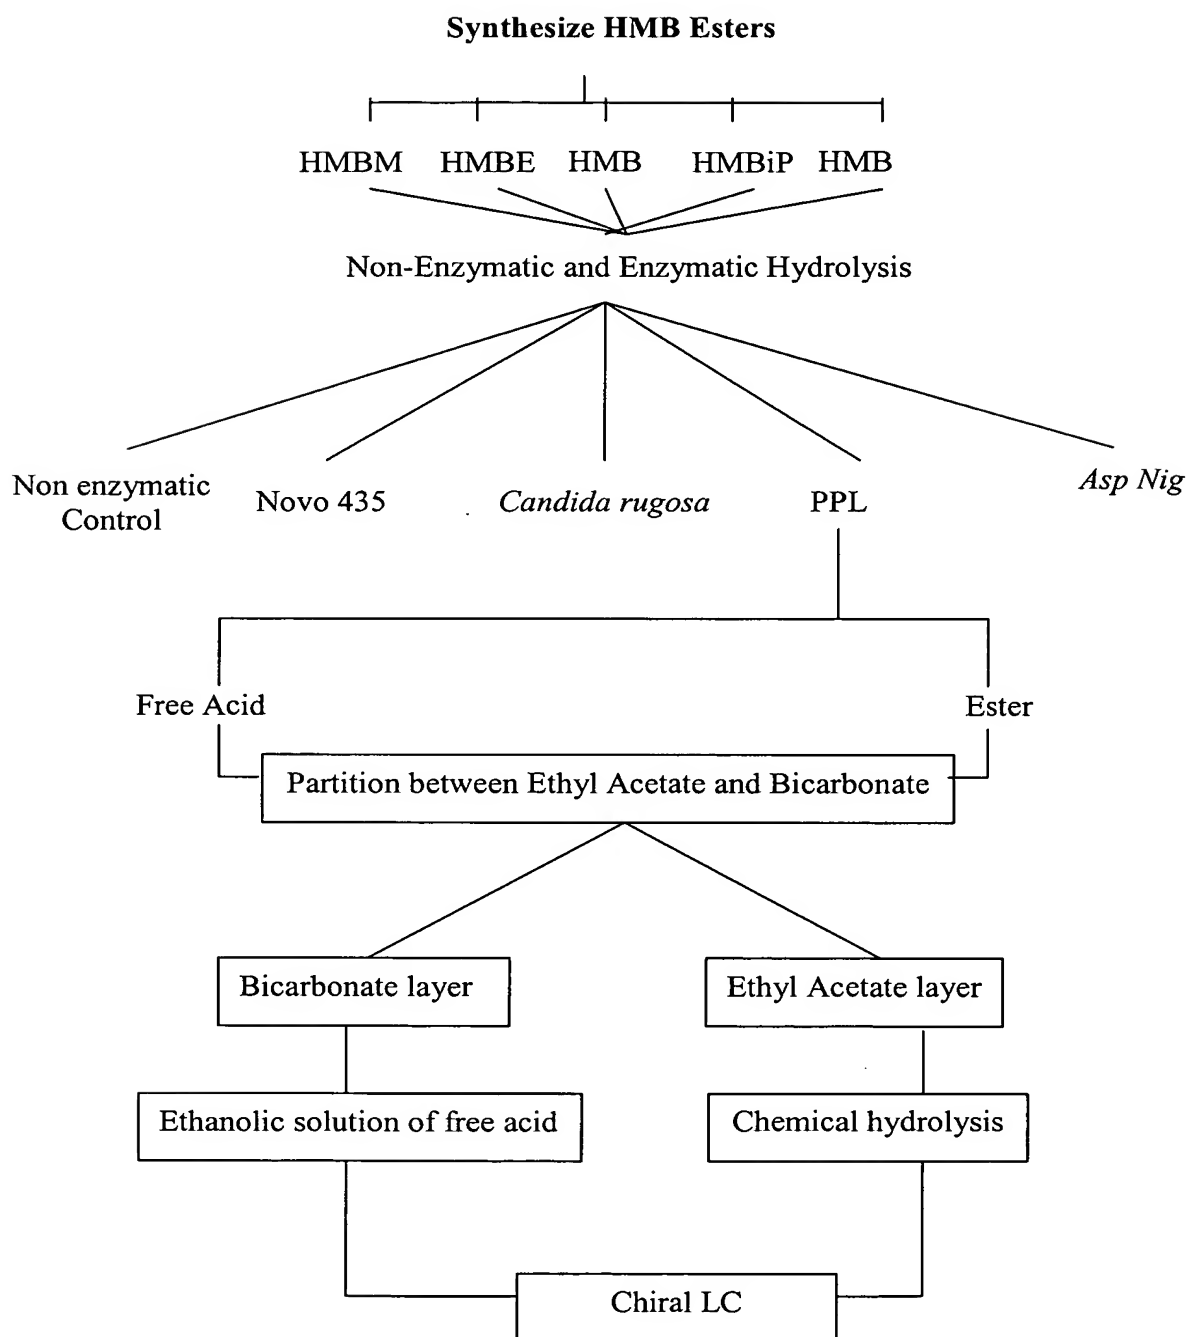 Synthesize HMB Esters
HMBM HMBE HMB HMBiP HMB
Non-Enzymatic and Enzymatic Hydrolysis
Non enzymatic
Control
Novo 435
Candida rugosa
PPL
Asp Nig
Free Acid
Ester
Partition between Ethyl Acetate and Bicarbonate
Bicarbonate layer
Ethyl Acetate layer
Ethanolic solution of free acid
Chemical hydrolysis
Chiral LC